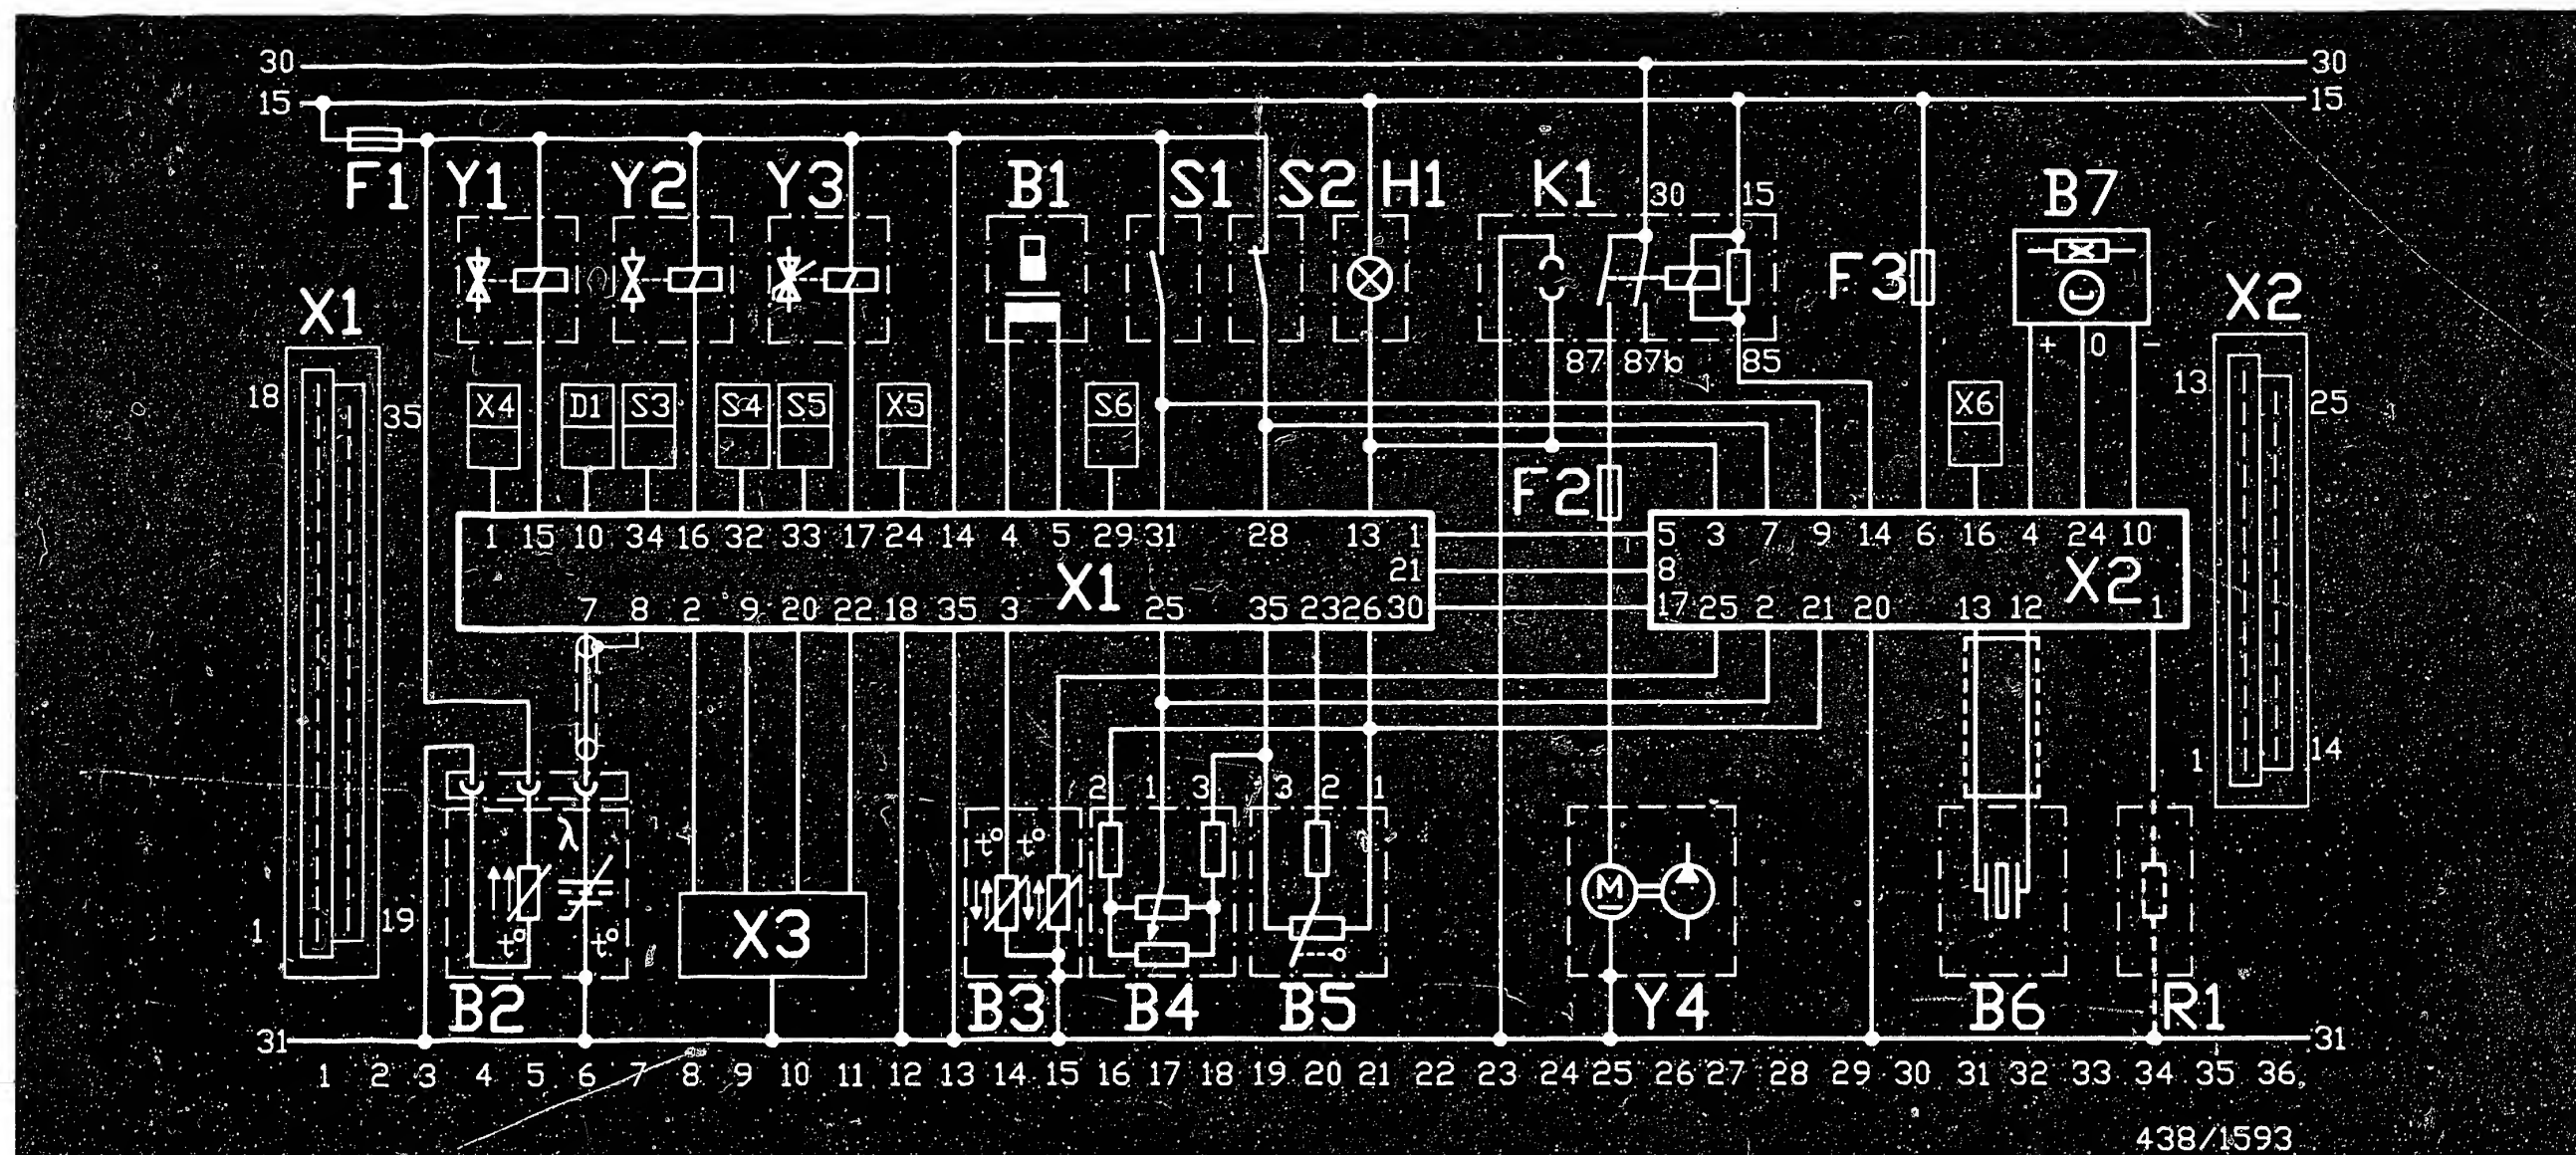 30 30
15 15
F1 Y1 Y2 Y3 B1 S1 S2 H1 K1 30 15 B7
F3
X1 X2
87 87b 85 + 0 -
18 35 X4 D1 S3 S4 S5 X5 S6 X6 13 25
F2
1 15 10 34 16 32 33 17 24 14 4 5 29 31 28 13 1 5 3 7 9 14 6 16 4 24 10
21 8
X1 X2
7 8 2 9 20 22 18 35 3 25 35 23 26 30 17 25 2 21 20 13 12 1
1 14
2 1 3 3 2 1
λ t° t°
1 19 X3 M
t° t°
B2 B3 B4 B5 Y4 B6 R1
31 31
1 2 3 4 5 6 7 8 9 10 11 12 13 14 15 16 17 18 19 20 21 22 23 24 25 26 27 28 29 30 31 32 33 34 35 36
438/1593